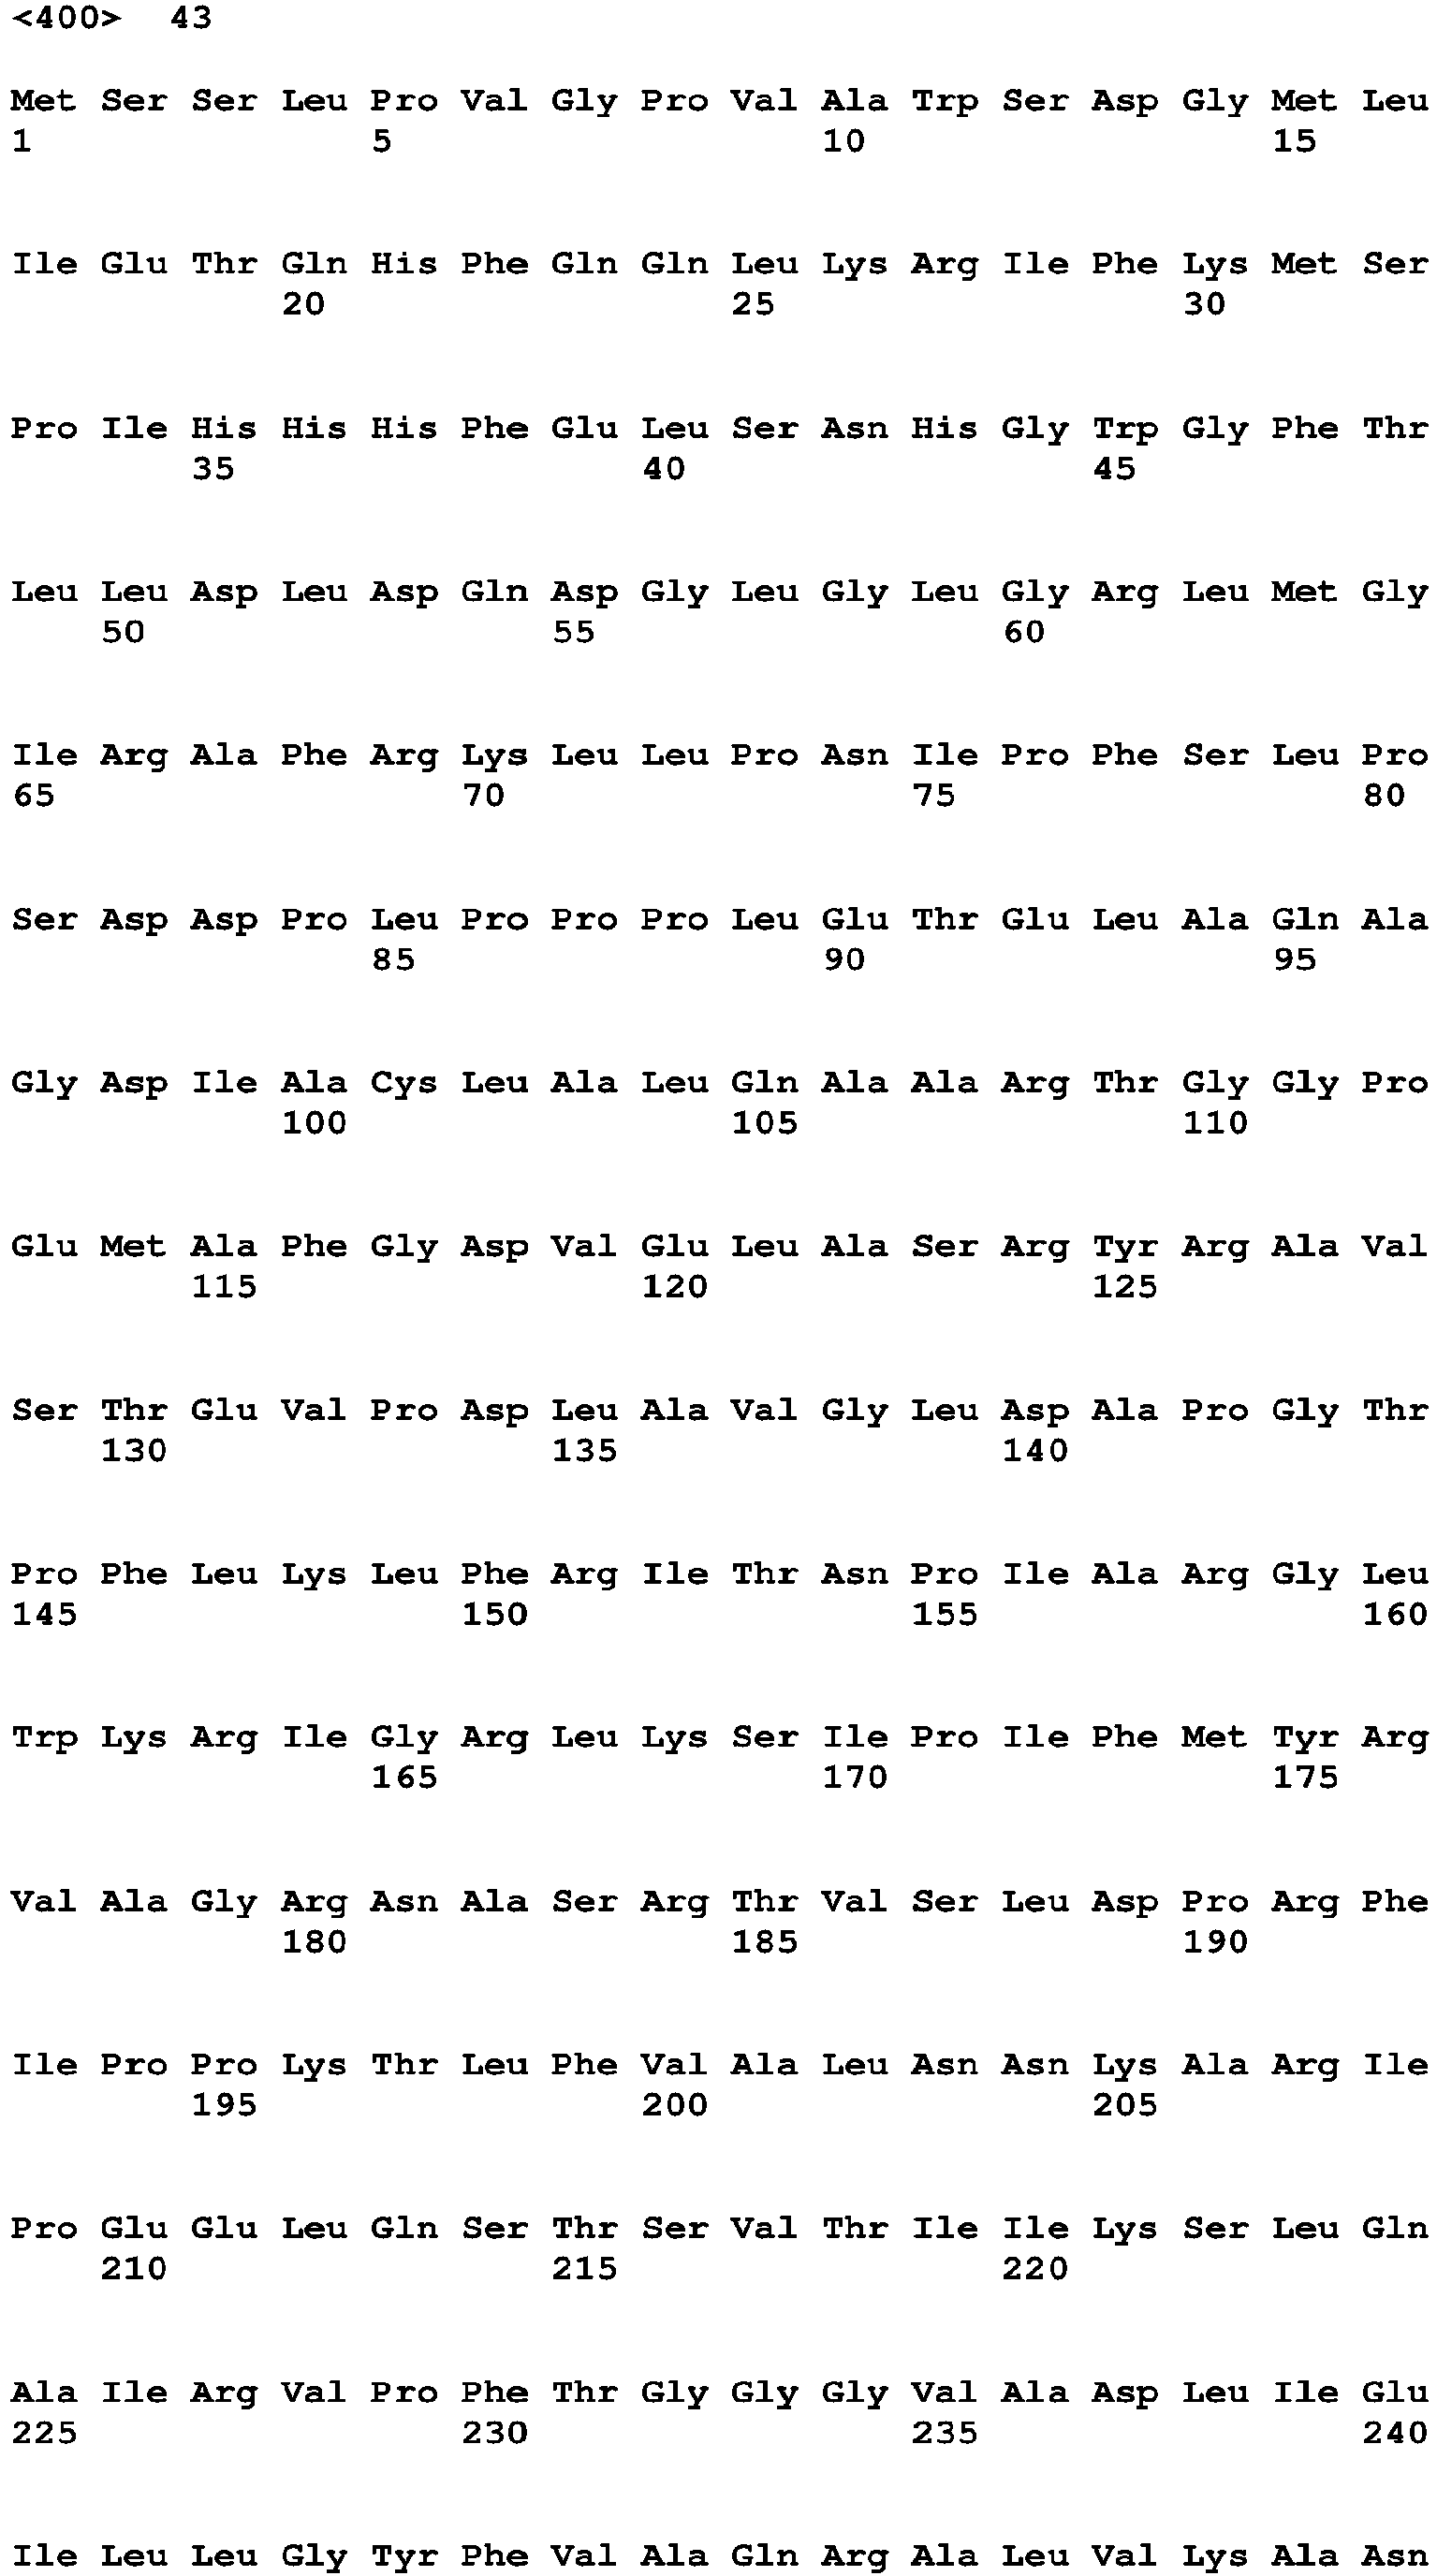 <400>  43
Met Ser Ser Leu Pro Val Gly Pro Val Ala Trp Ser Asp Gly Met Leu
1 5 10 15
Ile Glu Thr Gln His Phe Gln Gln Leu Lys Arg Ile Phe Lys Met Ser
20 25 30
Pro Ile His His His Phe Glu Leu Ser Asn His Gly Trp Gly Phe Thr
35 40 45
Leu Leu Asp Leu Asp Gln Asp Gly Leu Gly Leu Gly Arg Leu Met Gly
50 55 60
Ile Arg Ala Phe Arg Lys Leu Leu Pro Asn Ile Pro Phe Ser Leu Pro
65 70 75 80
Ser Asp Asp Pro Leu Pro Pro Pro Leu Glu Thr Glu Leu Ala Gln Ala
85 90 95
Gly Asp Ile Ala Cys Leu Ala Leu Gln Ala Ala Arg Thr Gly Gly Pro
100 105 110
Glu Met Ala Phe Gly Asp Val Glu Leu Ala Ser Arg Tyr Arg Ala Val
115 120 125
Ser Thr Glu Val Pro Asp Leu Ala Val Gly Leu Asp Ala Pro Gly Thr
130 135 140
Pro Phe Leu Lys Leu Phe Arg Ile Thr Asn Pro Ile Ala Arg Gly Leu
145 150 155 160
Trp Lys Arg Ile Gly Arg Leu Lys Ser Ile Pro Ile Phe Met Tyr Arg
165 170 175
Val Ala Gly Arg Asn Ala Ser Arg Thr Val Ser Leu Asp Pro Arg Phe
180 185 190
Ile Pro Pro Lys Thr Leu Phe Val Ala Leu Asn Asn Lys Ala Arg Ile
195 200 205
Pro Glu Glu Leu Gln Ser Thr Ser Val Thr Ile Ile Lys Ser Leu Gln
210 215 220
Ala Ile Arg Val Pro Phe Thr Gly Gly Gly Val Ala Asp Leu Ile Glu
225 230 235 240
Ile Leu Leu Gly Tyr Phe Val Ala Gln Arg Ala Leu Val Lys Ala Asn